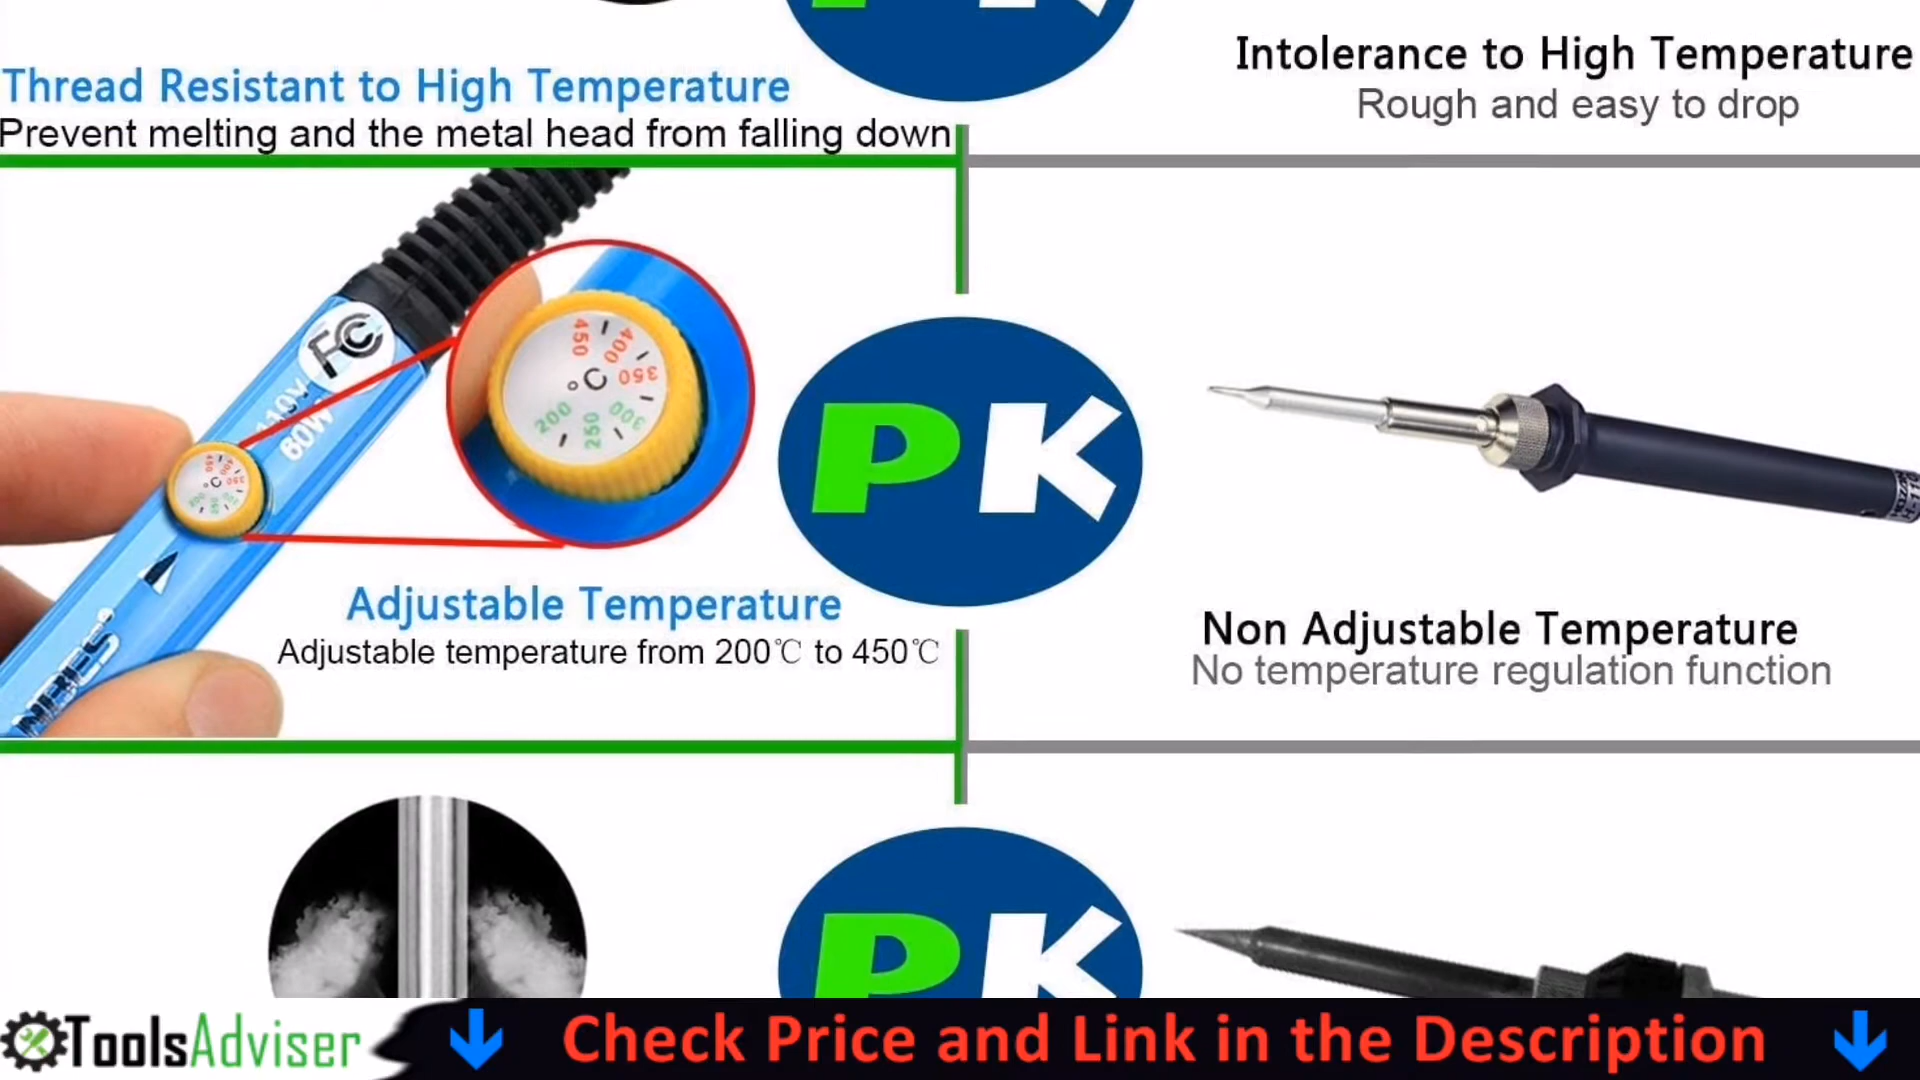 PK
Thread Resistant to High Temperature
Prevent melting and the metal head from falling down
Intolerance to High Temperature
Rough and easy to drop
FC
110V
60W
450
400
350
300
250
200
°C
PK
Adjustable Temperature
Adjustable temperature from 200℃ to 450℃
Non Adjustable Temperature
No temperature regulation function
PK
ToolsAdviser
Check Price and Link in the Description